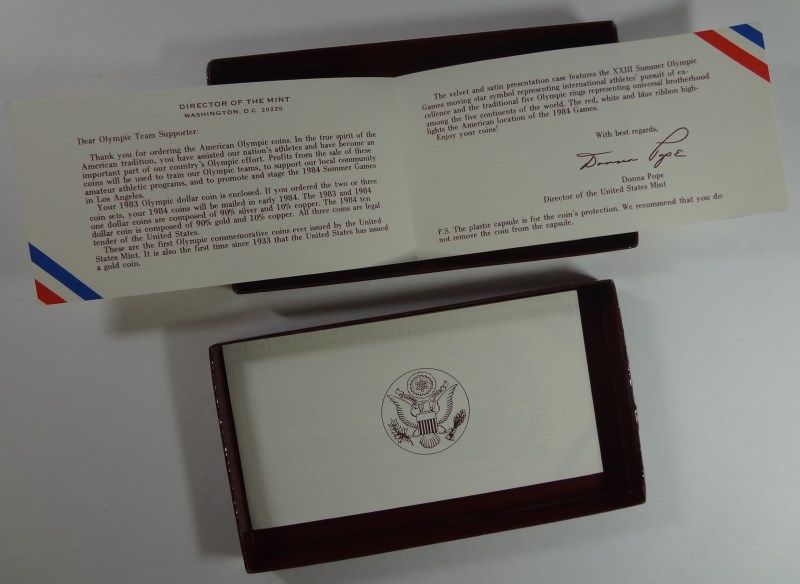 DIRECTOR OF THE MINT
WASHINGTON, D.C. 20220
Dear Olympic Team Supporter:
Thank you for ordering the American Olympic coins. In the true spirit of the
American tradition, you have assisted our nation's athletes and have become an
important part of our country's Olympic effort. Profits from the sale of these
coins will be used to train our Olympic teams, to support our local community
amateur athletic programs, and to promote and stage the 1984 Summer Games
in Los Angeles.
Your 1983 Olympic dollar coin is enclosed. If you ordered the two or three
coin sets, your 1984 coins will be mailed in early 1984. The 1983 and 1984
one dollar coins are composed of 90% silver and 10% copper. The 1984 ten
dollar coin is composed of 90% gold and 10% copper. All three coins are legal
tender of the United States.
These are the first Olympic commemorative coins ever issued by the United
States Mint. It is also the first time since 1933 that the United States has issued
a gold coin.
The velvet and satin presentation case features the XXIII Summer Olympic
Games moving star symbol representing international athletes' pursuit of ex-
cellence and the traditional five Olympic rings representing universal brotherhood
among the five continents of the world. The red, white and blue ribbon high-
lights the American location of the 1984 Games.
Enjoy your coins!
With best regards,
Donna Pope
Donna Pope
Director of the United States Mint
P.S. The plastic capsule is for the coin's protection. We recommend that you do
not remove the coin from the capsule.